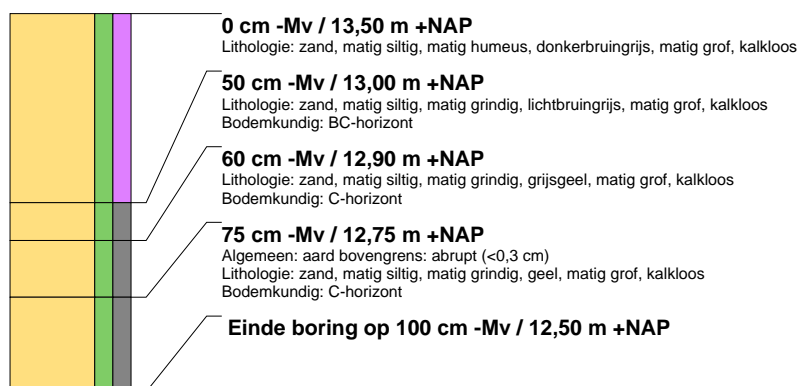 0 cm -Mv / 13,50 m +NAP
Lithologie: zand, matig siltig, matig humeus, donkerbruingrijs, matig grof, kalkloos
50 cm -Mv / 13,00 m +NAP
Lithologie: zand, matig siltig, matig grindig, lichtbruingrijs, matig grof, kalkloos
Bodemkundig: BC-horizont
60 cm -Mv / 12,90 m +NAP
Lithologie: zand, matig siltig, matig grindig, grijsgeel, matig grof, kalkloos
Bodemkundig: C-horizont
75 cm -Mv / 12,75 m +NAP
Algemeen: aard bovengrens: abrupt (<0,3 cm)
Lithologie: zand, matig siltig, matig grindig, geel, matig grof, kalkloos
Bodemkundig: C-horizont
Einde boring op 100 cm -Mv / 12,50 m +NAP